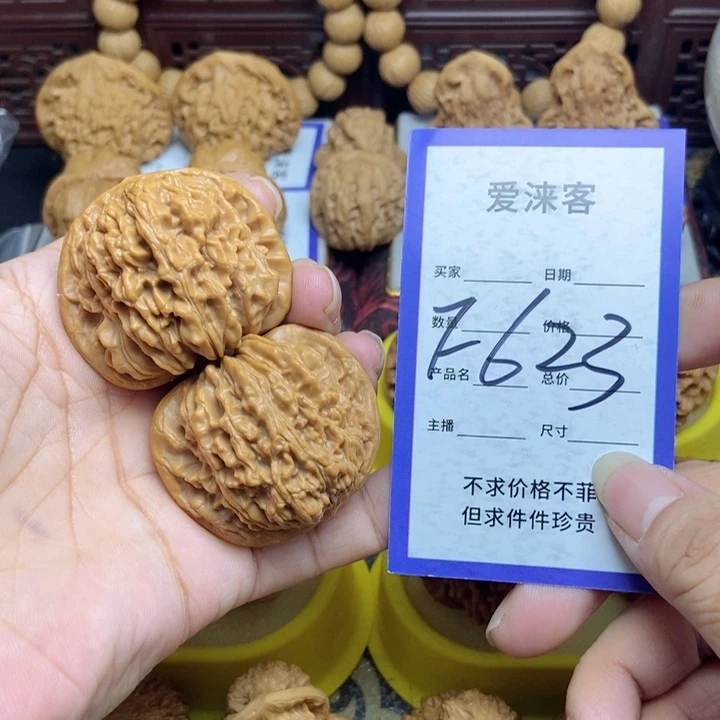 爱涞客
买家 日期
数量 价格
F623
产品名 总价
主播 尺寸
不求价格不菲
但求件件珍贵